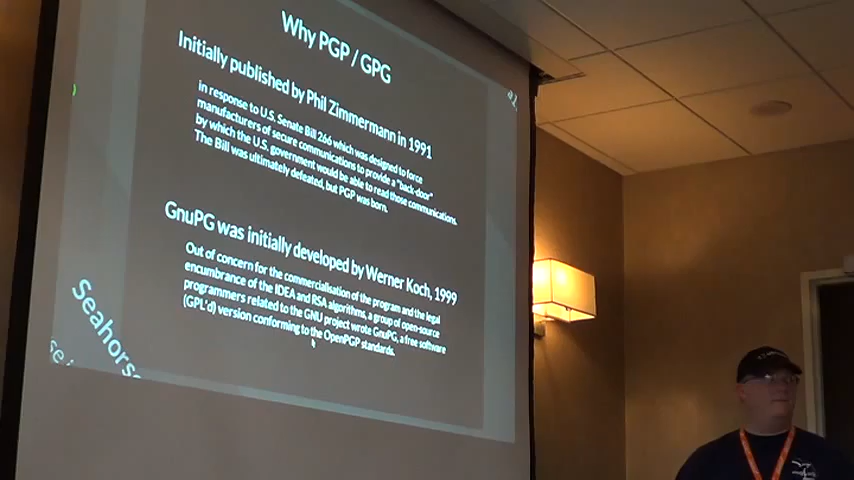 Why PGP / GPG
Initially published by Phil Zimmermann in 1991
in response to U.S. Senate Bill 266 which was designed to force
manufacturers of secure communications to provide a "back-door"
by which the U.S. government would be able to read those communications.
The Bill was ultimately defeated, but PGP was born.
GnuPG was initially developed by Werner Koch, 1999
Out of concern for the commercialisation of the program and the legal
encumbrance of the IDEA and RSA algorithms, a group of open-source
programmers related to the GNU project wrote GnuPG, a free software
(GPL'd) version conforming to the OpenPGP standards.
Seahors